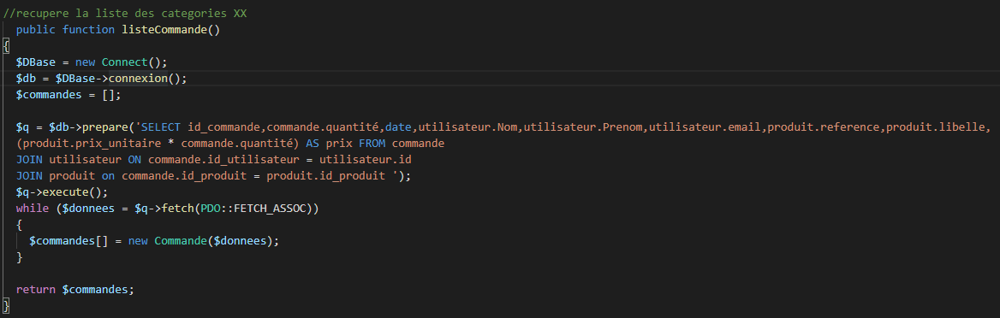 //recupere la liste des categories XX
public function listeCommande()
{
$DBase = new Connect();
$db = $DBase->connexion();
$commandes = [];
$q = $db->prepare('SELECT id_commande,commande.quantité,date,utilisateur.Nom,utilisateur.Prenom,utilisateur.email,produit.reference,produit.libelle,
(produit.prix_unitaire * commande.quantité) AS prix FROM commande
JOIN utilisateur ON commande.id_utilisateur = utilisateur.id
JOIN produit on commande.id_produit = produit.id_produit ');
$q->execute();
while ($donnees = $q->fetch(PDO::FETCH_ASSOC))
{
$commandes[] = new Commande($donnees);
}
return $commandes;
}